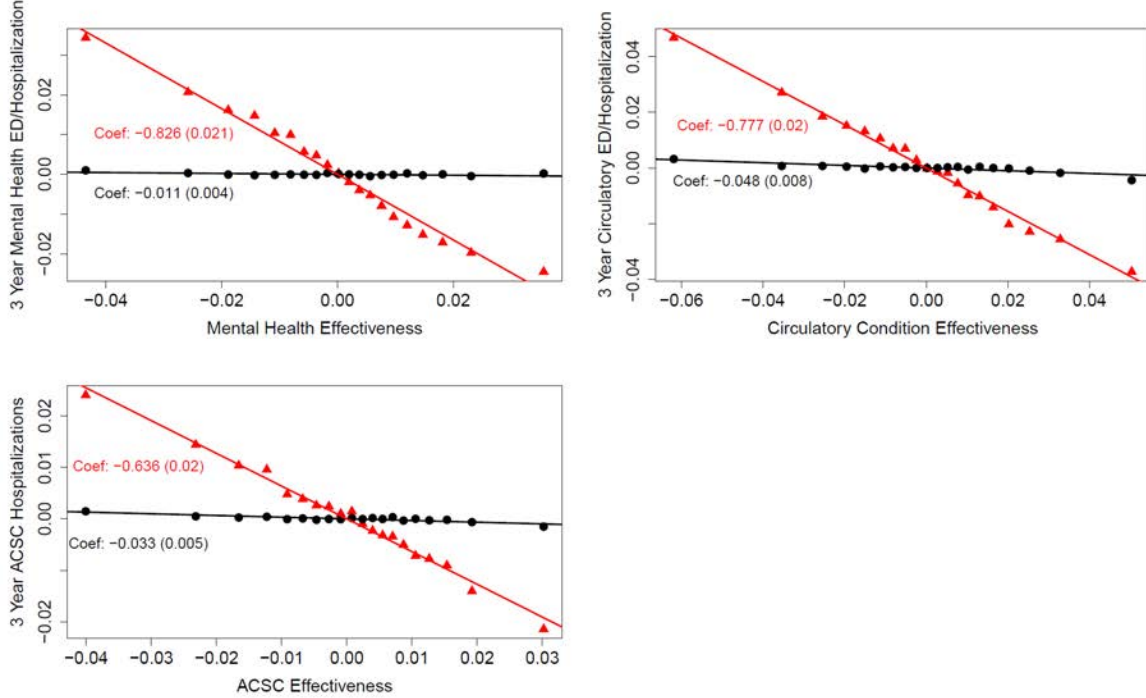 3 Year Mental Health ED/Hospitalization
0.02
0.00
−0.02
Coef: −0.826 (0.021)
Coef: −0.011 (0.004)
−0.04 −0.02 0.00 0.02
Mental Health Effectiveness
3 Year Circulatory ED/Hospitalization
0.04
0.00
−0.04
Coef: −0.777 (0.02)
Coef: −0.048 (0.008)
−0.06 −0.04 −0.02 0.00 0.02 0.04
Circulatory Condition Effectiveness
3 Year ACSC Hospitalizations
0.02
0.01
0.00
−0.02
Coef: −0.636 (0.02)
Coef: −0.033 (0.005)
−0.04 −0.03 −0.02 −0.01 0.00 0.01 0.02 0.03
ACSC Effectiveness